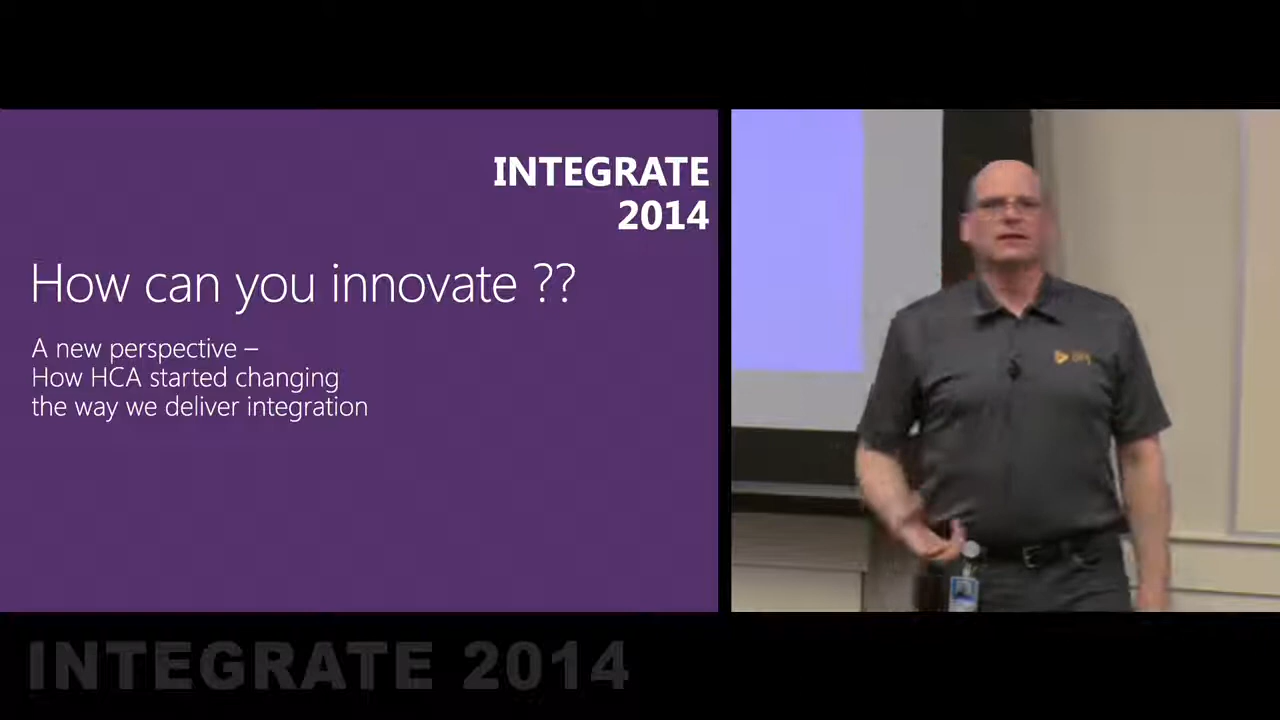 INTEGRATE
2014
How can you innovate ??
A new perspective –
How HCA started changing
the way we deliver integration
INTEGRATE 2014